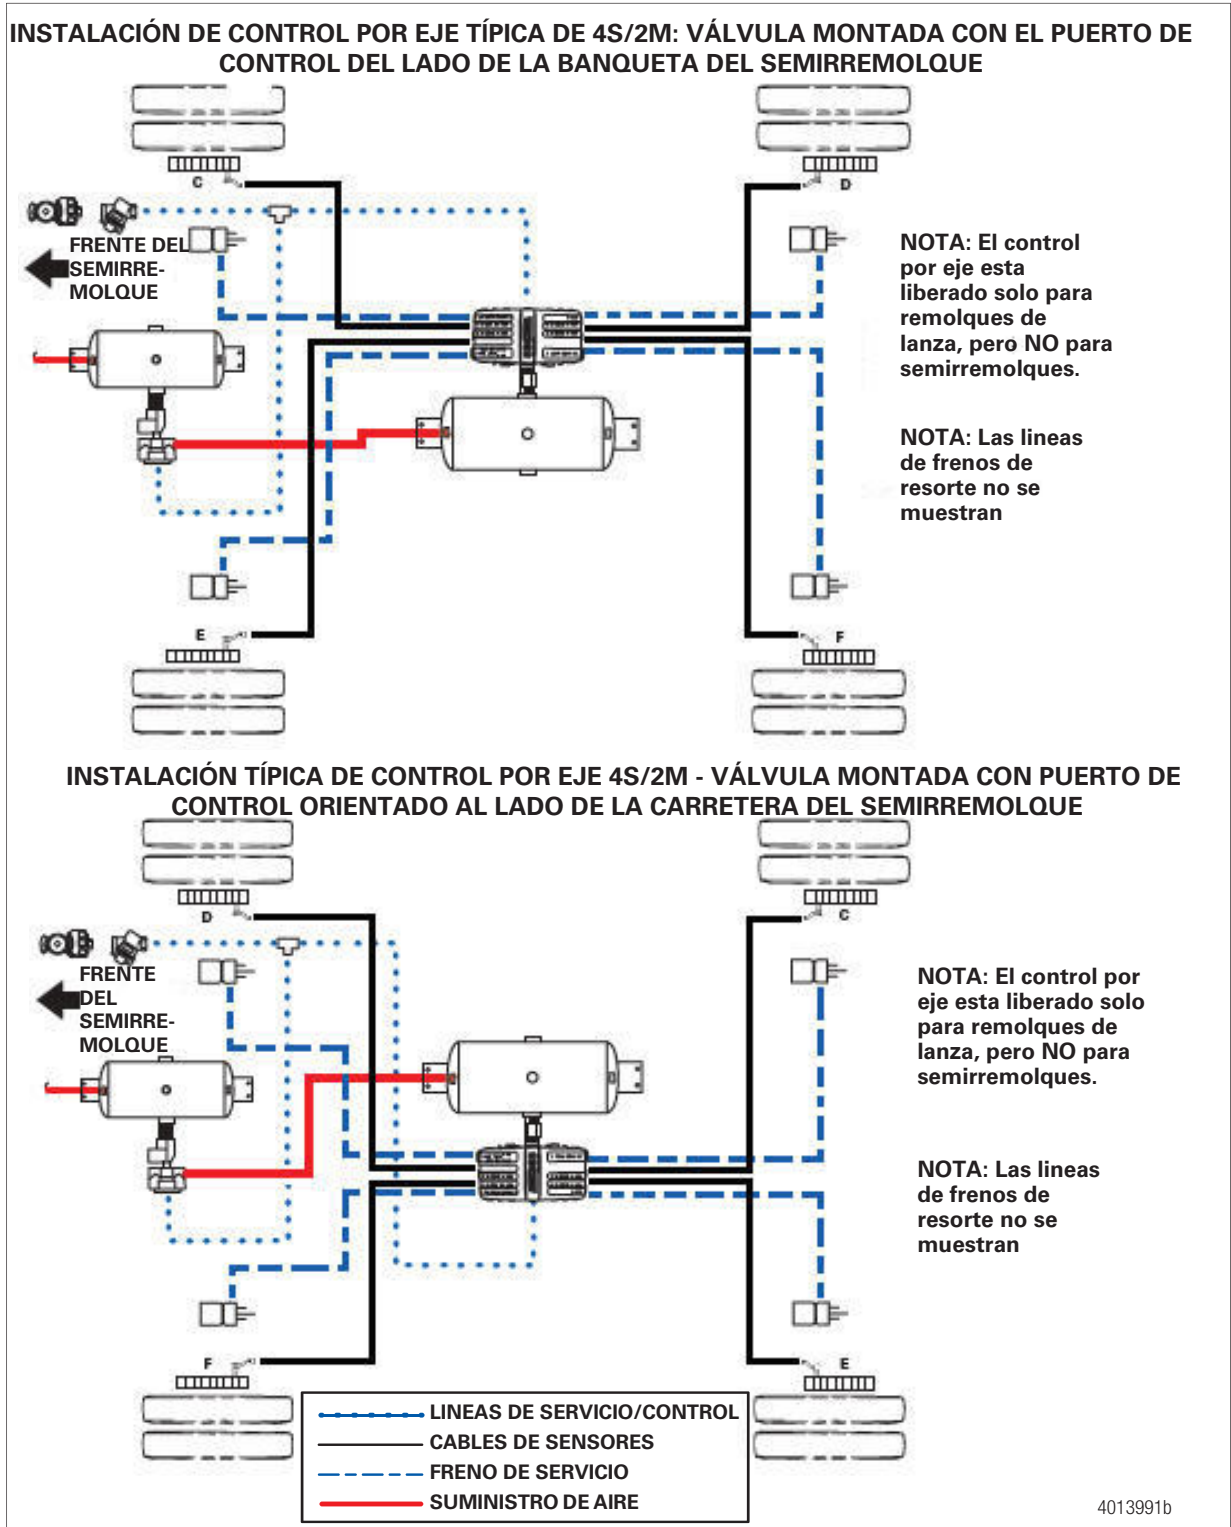 INSTALACIÓN DE CONTROL POR EJE TÍPICA DE 4S/2M: VÁLVULA MONTADA CON EL PUERTO DE
CONTROL DEL LADO DE LA BANQUETA DEL SEMIRREMOLQUE
C
D
FRENTE DEL
SEMIRRE-
MOLQUE
NOTA: El control
por eje esta
liberado solo para
remolques de
lanza, pero NO para
semirremolques.
NOTA: Las lineas
de frenos de
resorte no se
muestran
E
F
INSTALACIÓN TÍPICA DE CONTROL POR EJE 4S/2M - VÁLVULA MONTADA CON PUERTO DE
CONTROL ORIENTADO AL LADO DE LA CARRETERA DEL SEMIRREMOLQUE
D
C
FRENTE
DEL
SEMIRRE-
MOLQUE
NOTA: El control por
eje esta liberado solo
para remolques de
lanza, pero NO para
semirremolques.
NOTA: Las lineas
de frenos de
resorte no se
muestran
F
E
LINEAS DE SERVICIO/CONTROL
CABLES DE SENSORES
FRENO DE SERVICIO
SUMINISTRO DE AIRE
4013991b